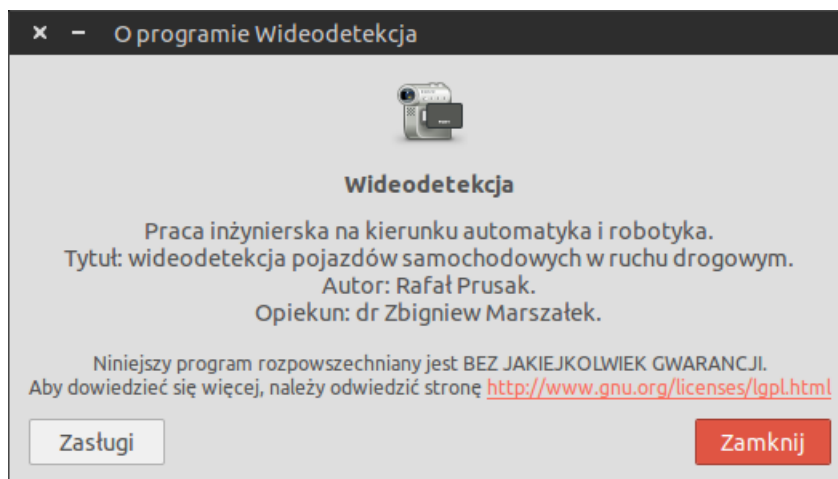 O programie Wideodetekcja
Wideodetekcja
Praca inżynierska na kierunku automatyka i robotyka.
Tytuł: wideodetekcja pojazdów samochodowych w ruchu drogowym.
Autor: Rafał Prusak.
Opiekun: dr Zbigniew Marszałek.
Niniejszy program rozpowszechniany jest BEZ JAKIEJKOLWIEK GWARANCJI.
Aby dowiedzieć się więcej, należy odwiedzić stronę http://www.gnu.org/licenses/lgpl.html
Zasługi
Zamknij